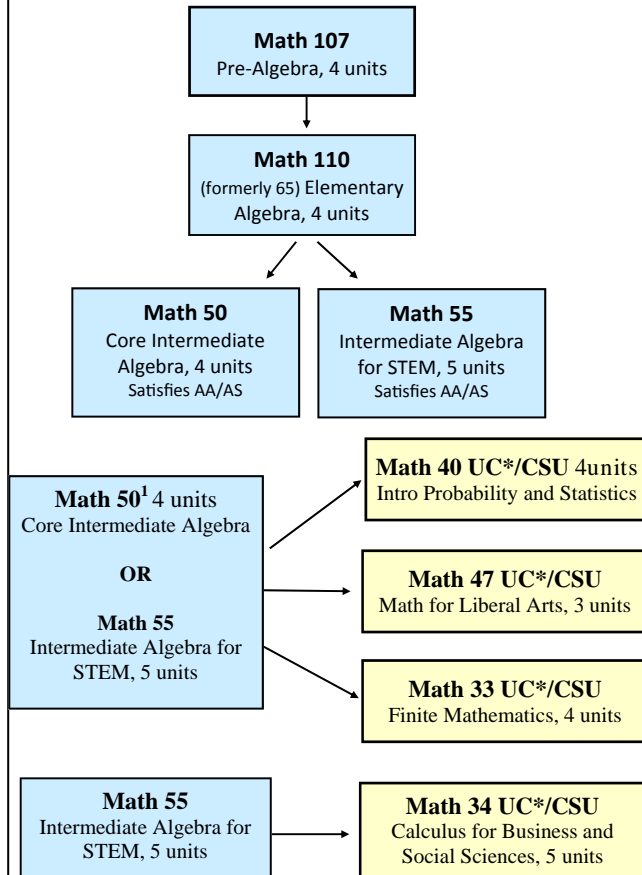 Math 107
Pre-Algebra, 4 units
Math 110
(formerly 65) Elementary
Algebra, 4 units
Math 50
Core Intermediate
Algebra, 4 units
Satisfies AA/AS
Math 55
Intermediate Algebra
for STEM, 5 units
Satisfies AA/AS
Math 50¹ 4 units
Core Intermediate Algebra
OR
Math 55
Intermediate Algebra for
STEM, 5 units
Math 40 UC*/CSU 4units
Intro Probability and Statistics
Math 47 UC*/CSU
Math for Liberal Arts, 3 units
Math 33 UC*/CSU
Finite Mathematics, 4 units
Math 55
Intermediate Algebra for
STEM, 5 units
Math 34 UC*/CSU
Calculus for Business and
Social Sciences, 5 units